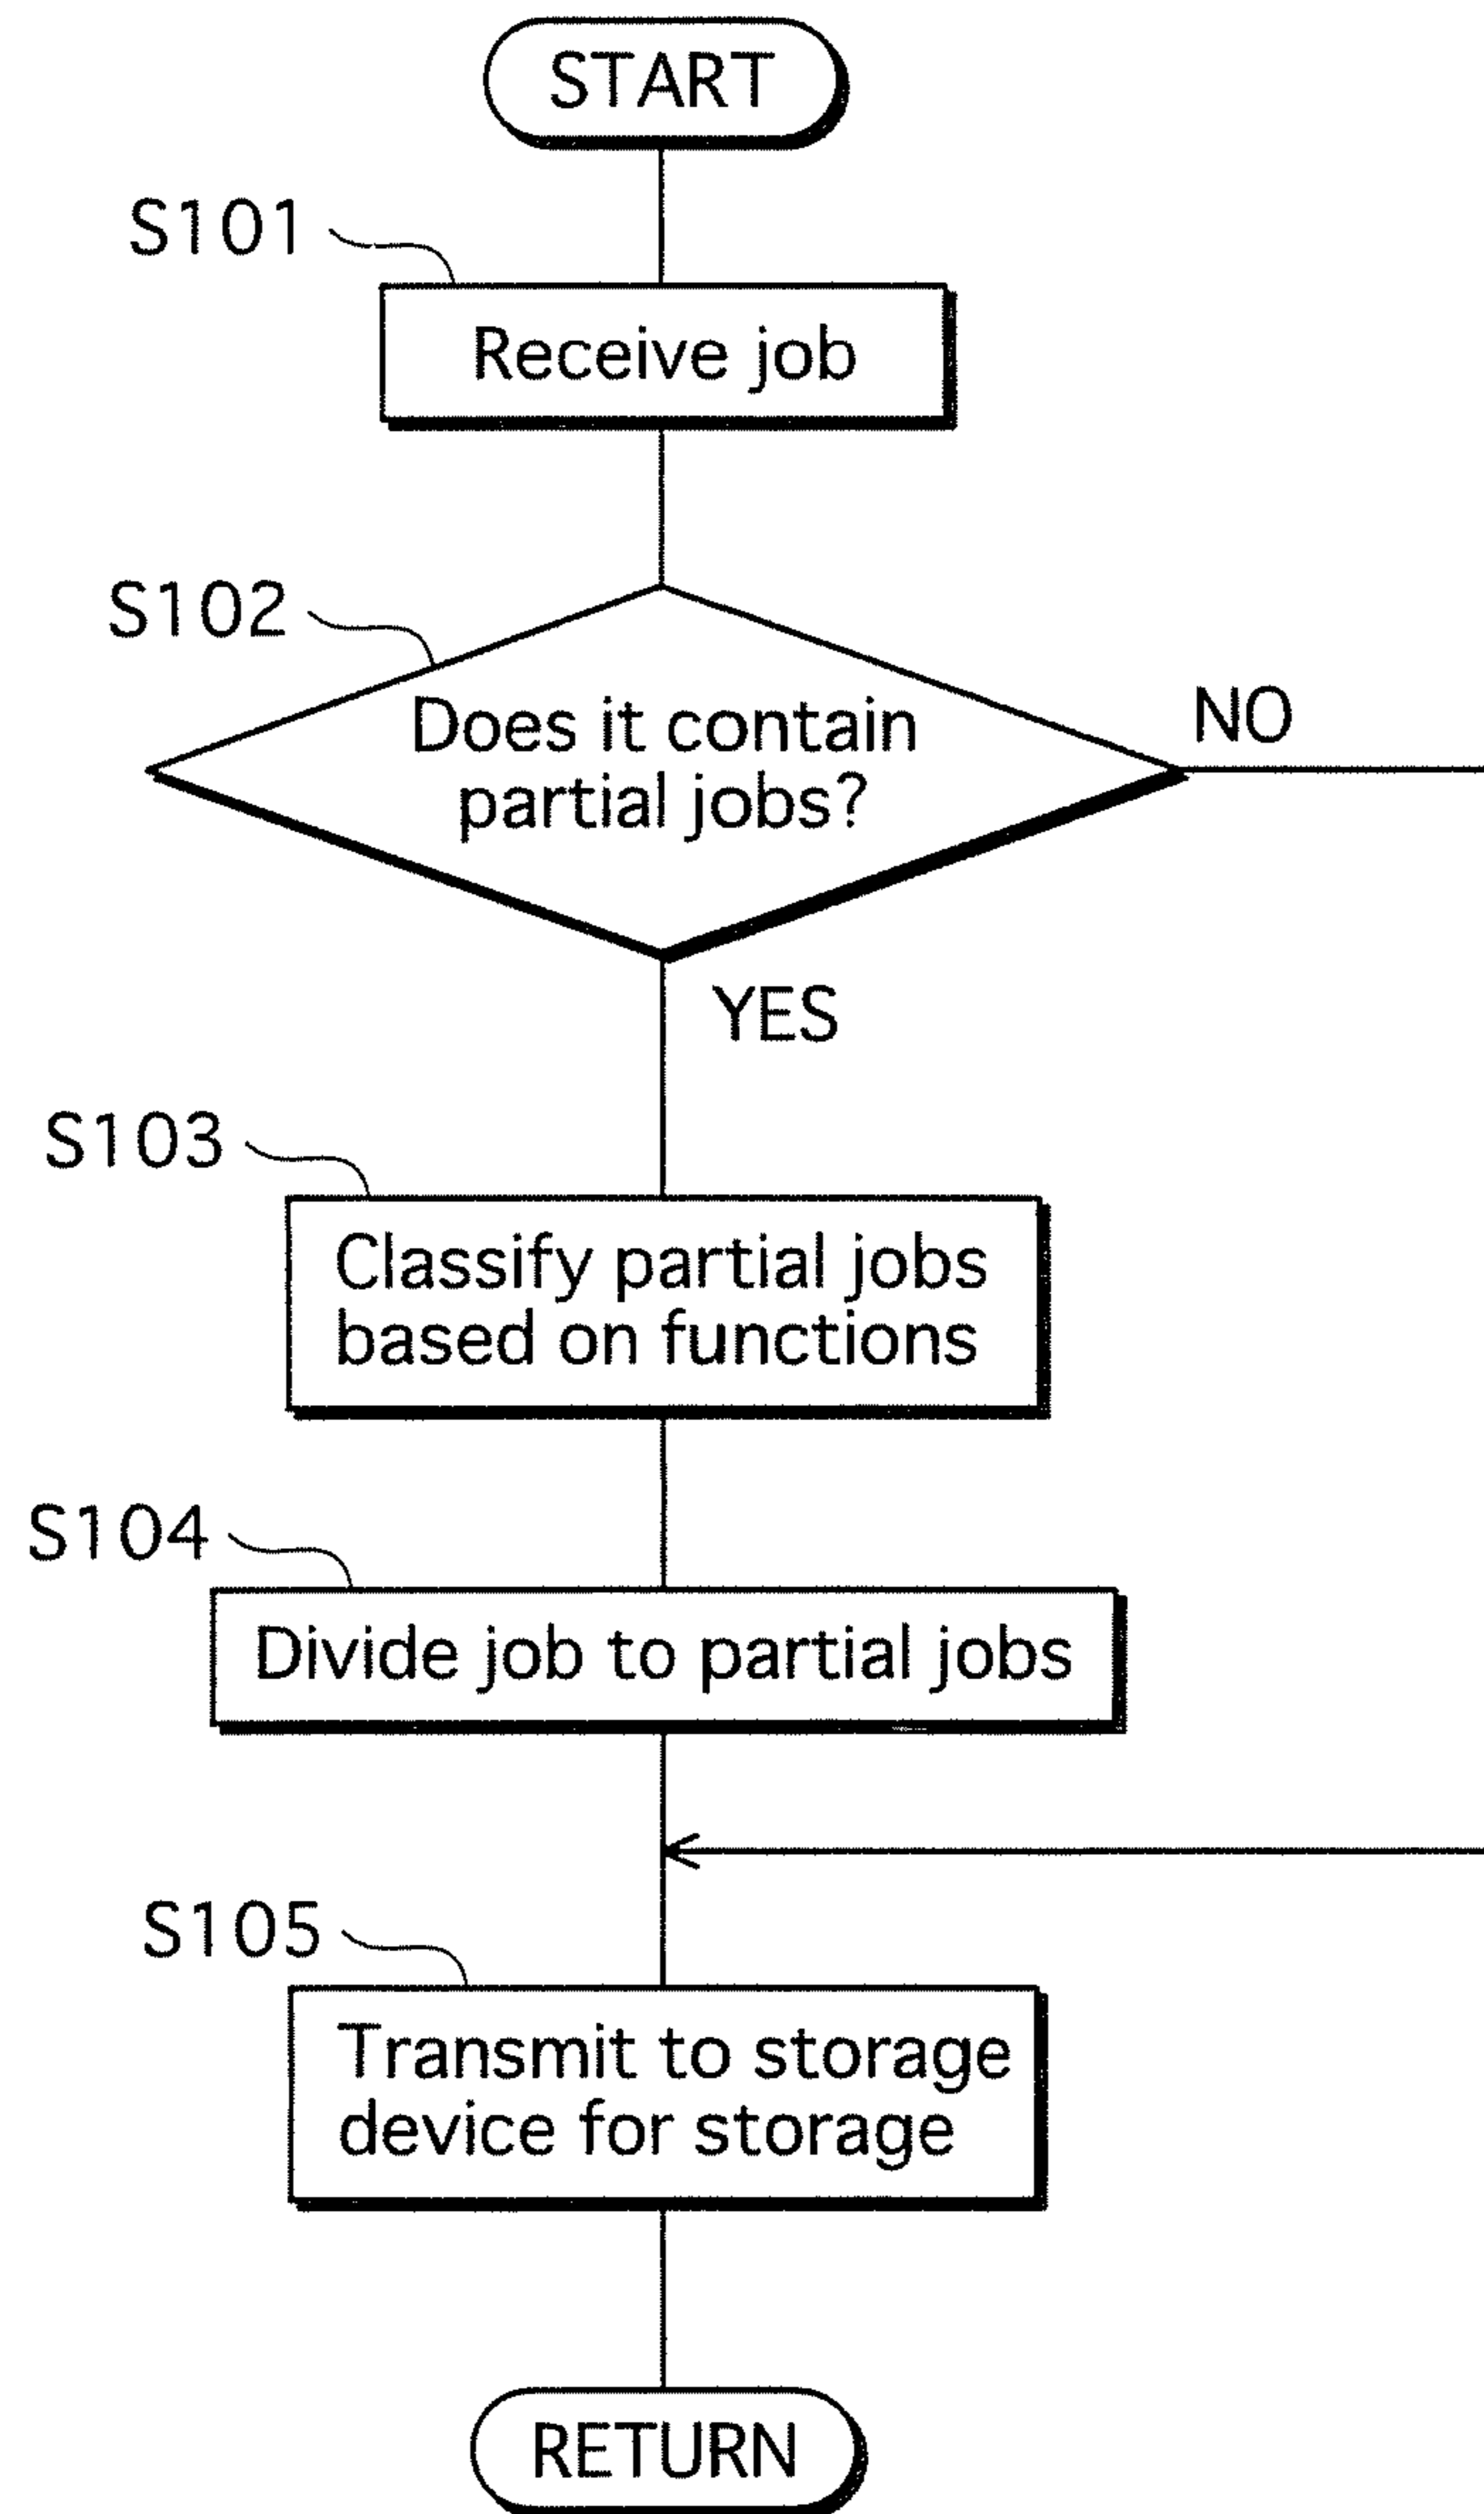 START
S101
Receive job
S102
Does it contain
partial jobs?
NO
YES
S103
Classify partial jobs
based on functions
S104
Divide job to partial jobs
S105
Transmit to storage
device for storage
RETURN